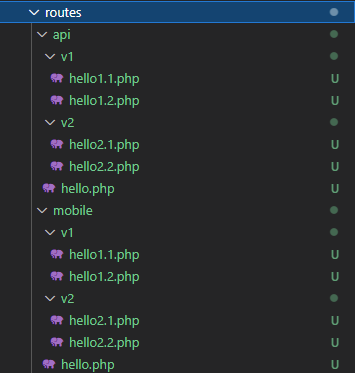 routes
api
v1
hello1.1.php U
hello1.2.php U
v2
hello2.1.php U
hello2.2.php U
hello.php U
mobile
v1
hello1.1.php U
hello1.2.php U
v2
hello2.1.php U
hello2.2.php U
hello.php U